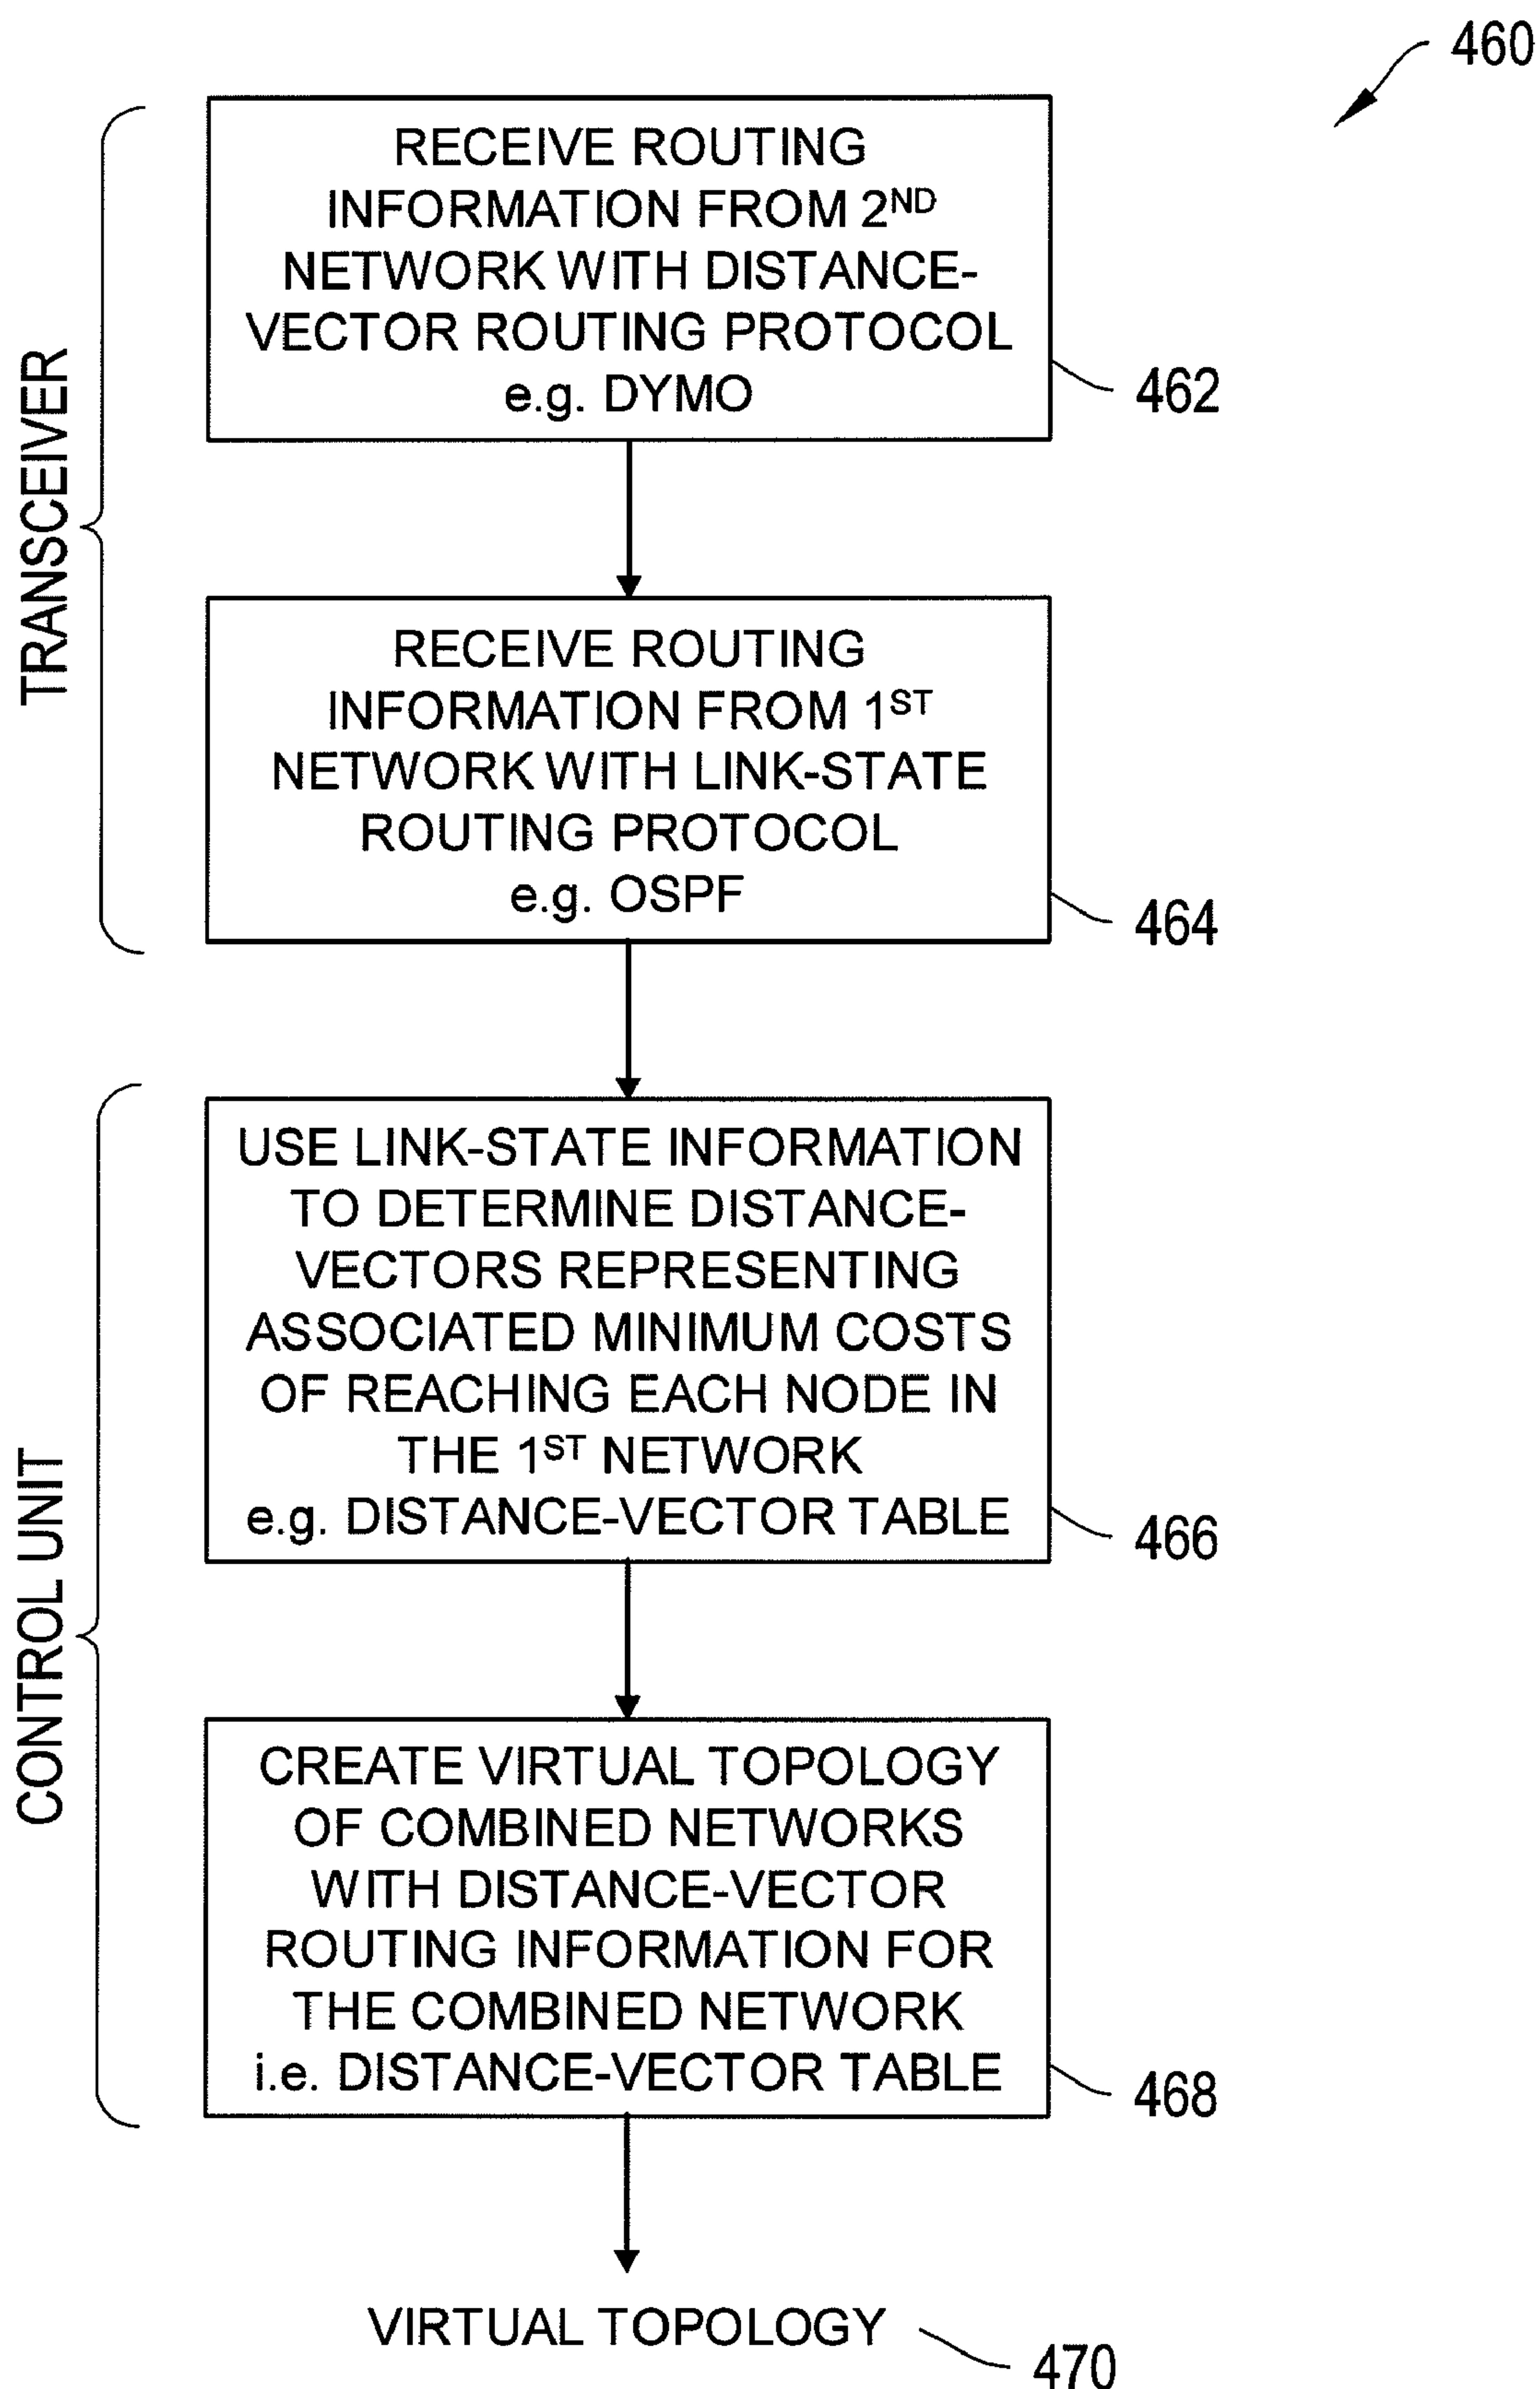 460
TRANSCEIVER
RECEIVE ROUTING
INFORMATION FROM 2ND
NETWORK WITH DISTANCE-
VECTOR ROUTING PROTOCOL
e.g. DYMO
462
RECEIVE ROUTING
INFORMATION FROM 1ST
NETWORK WITH LINK-STATE
ROUTING PROTOCOL
e.g. OSPF
464
CONTROL UNIT
USE LINK-STATE INFORMATION
TO DETERMINE DISTANCE-
VECTORS REPRESENTING
ASSOCIATED MINIMUM COSTS
OF REACHING EACH NODE IN
THE 1ST NETWORK
e.g. DISTANCE-VECTOR TABLE
466
CREATE VIRTUAL TOPOLOGY
OF COMBINED NETWORKS
WITH DISTANCE-VECTOR
ROUTING INFORMATION FOR
THE COMBINED NETWORK
i.e. DISTANCE-VECTOR TABLE
468
VIRTUAL TOPOLOGY
470